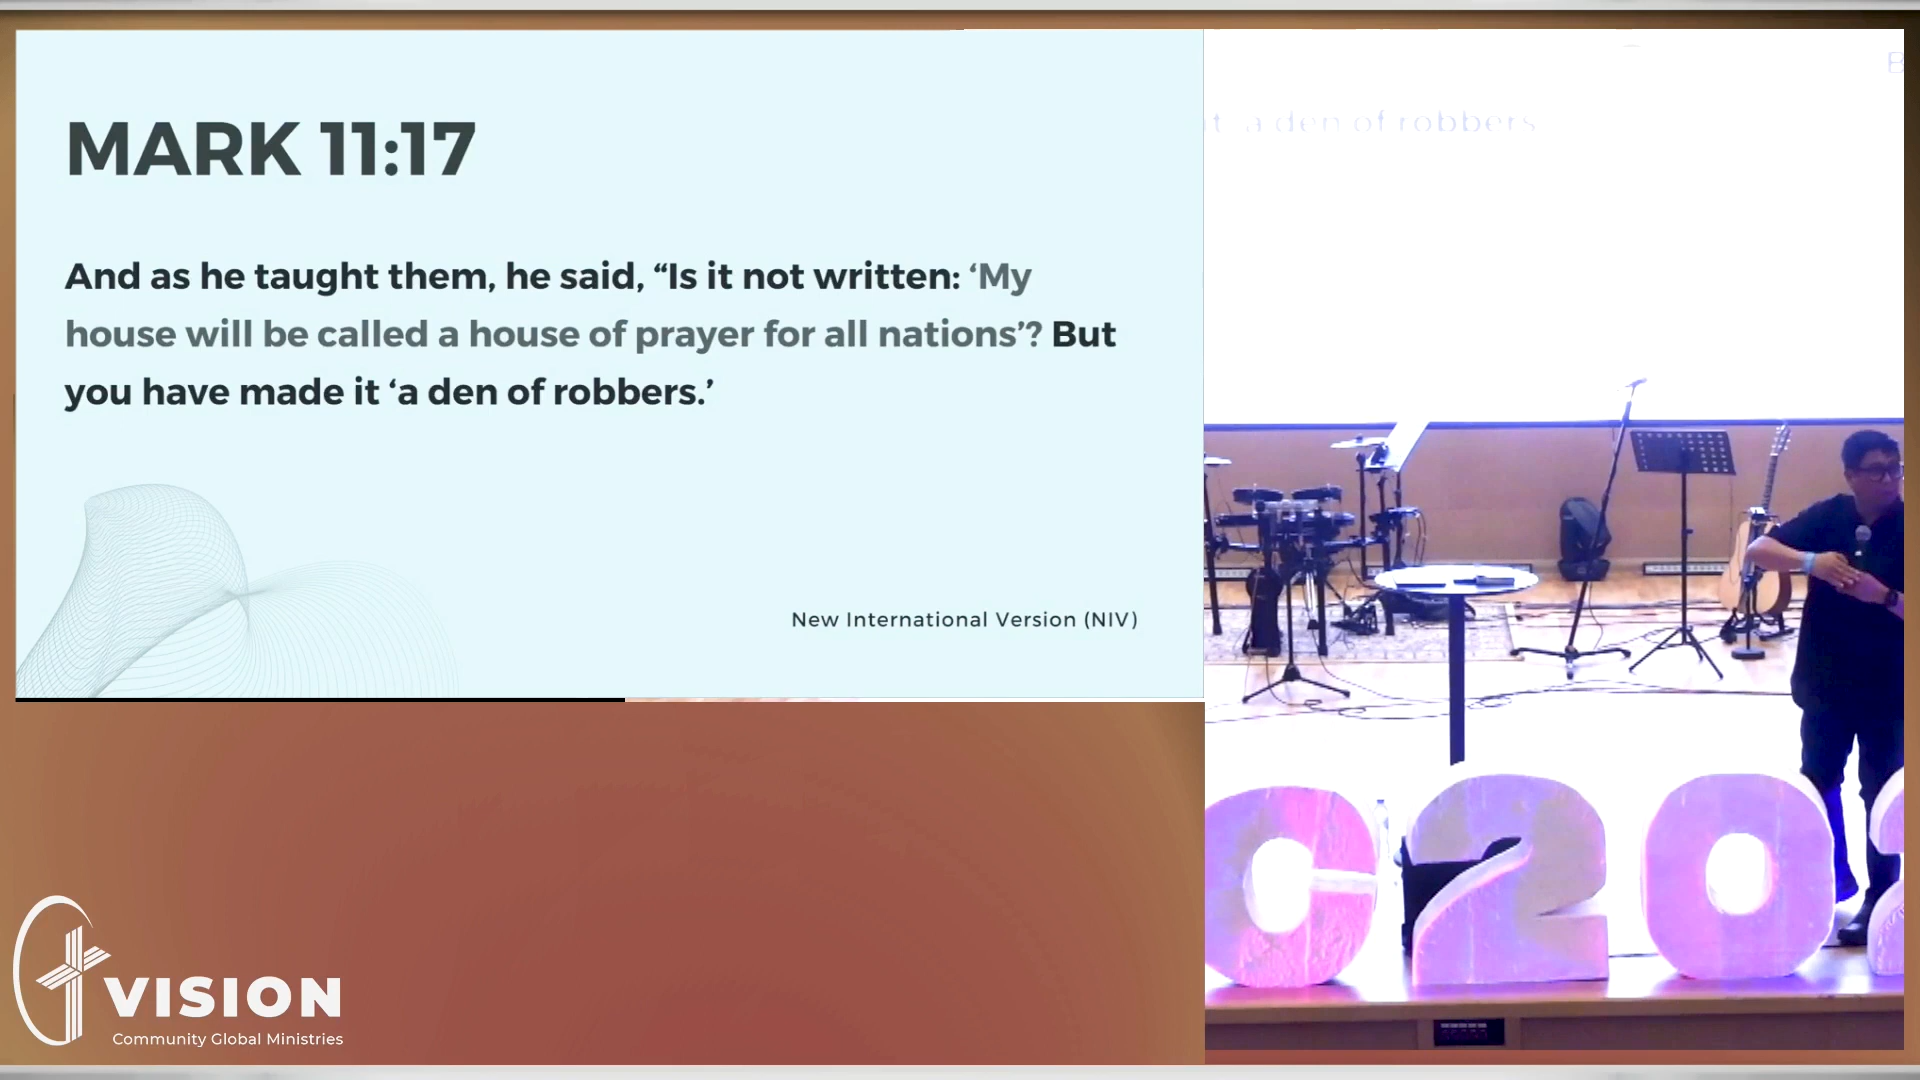 MARK 11:17
And as he taught them, he said, “Is it not written: ‘My
house will be called a house of prayer for all nations’? But
you have made it ‘a den of robbers.’
New International Version (NIV)
VISION
Community Global Ministries
B
a den of robbers
C202